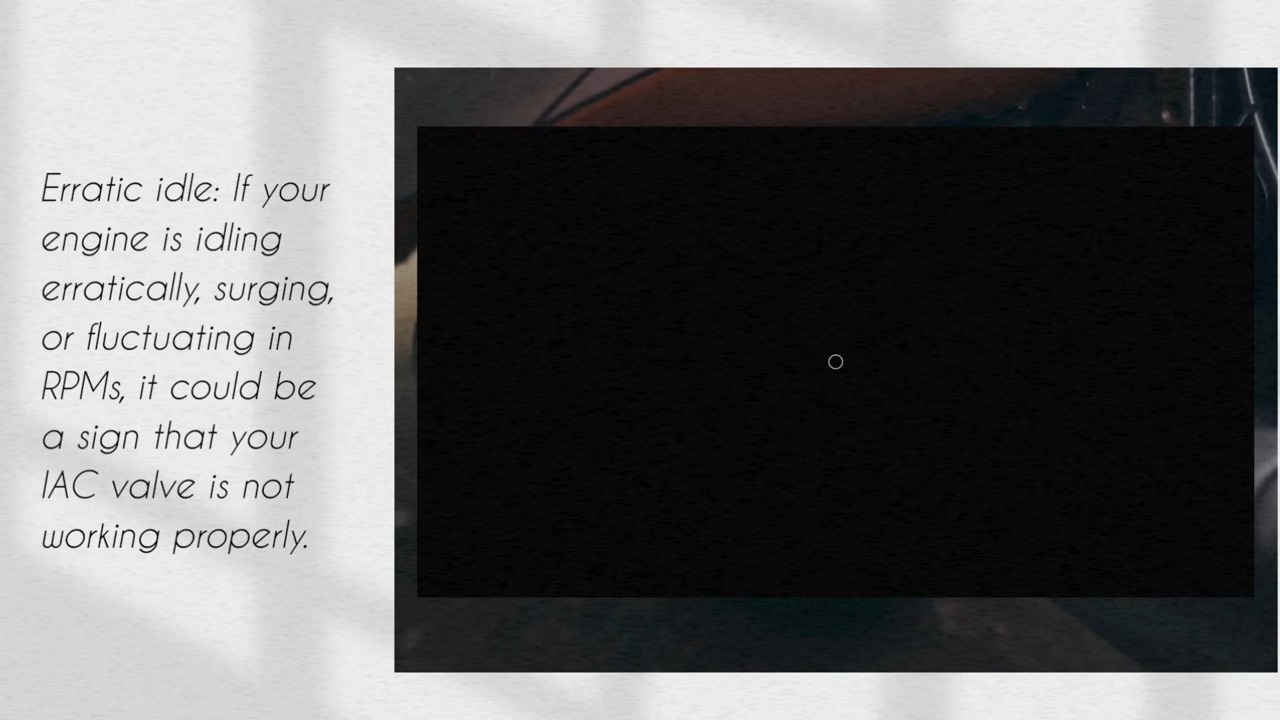 Erratic idle: If your
engine is idling
erratically, surging,
or fluctuating in
RPMs, it could be
a sign that your
IAC valve is not
working properly.